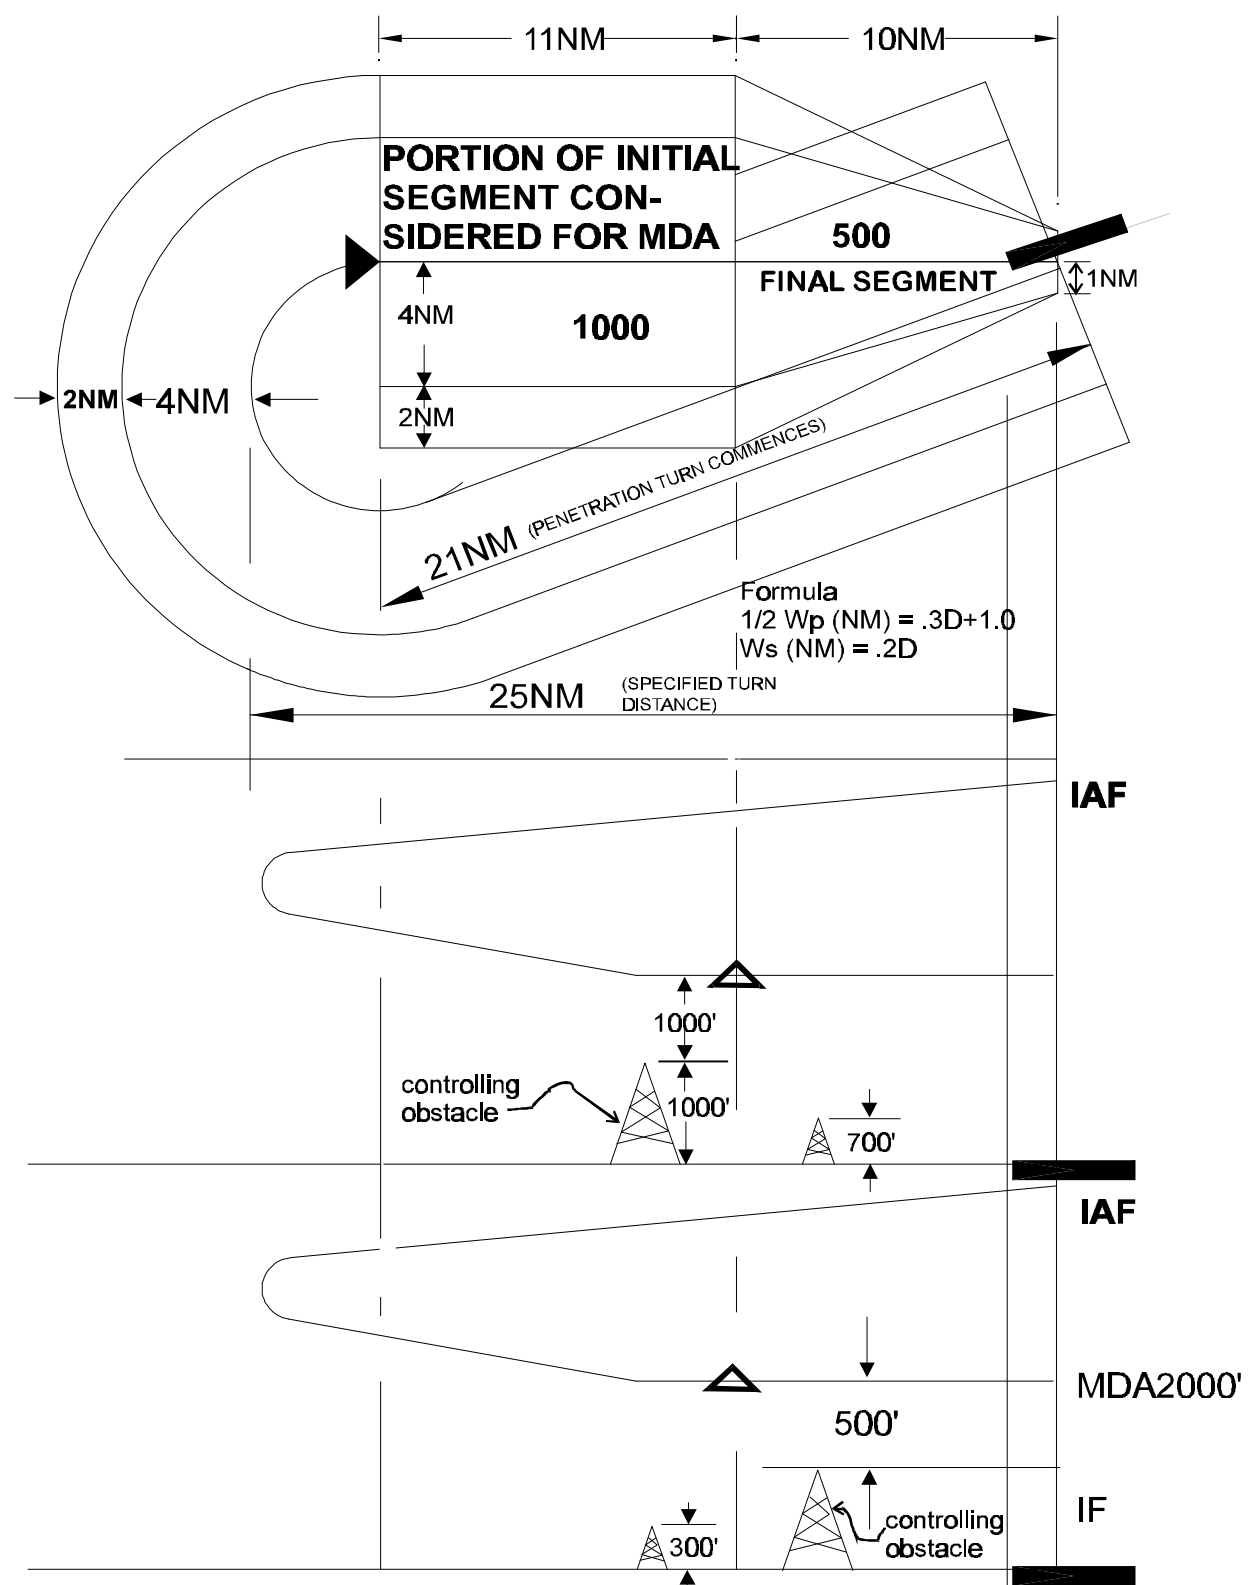 11NM
10NM
PORTION OF INITIAL
SEGMENT CON-
SIDERED FOR MDA
500
FINAL SEGMENT
1NM
4NM
1000
2NM
4NM
2NM
21NM (PENETRATION TURN COMMENCES)
Formula
1/2 Wp (NM) = .3D+1.0
Ws (NM) = .2D
25NM
(SPECIFIED TURN
DISTANCE)
IAF
1000'
controlling
obstacle
1000'
700'
IAF
MDA2000'
500'
IF
controlling
obstacle
300'